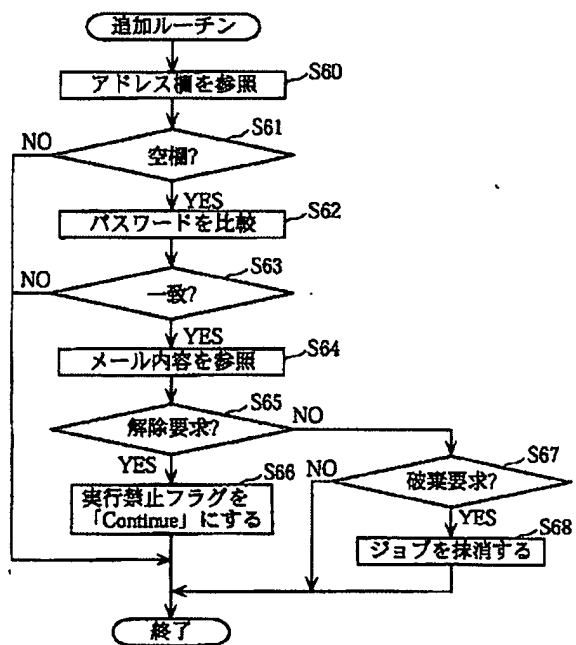 追加ルーチン
アドレス欄を参照
S60
S61
NO
空欄?
YES
パスワードを比較
S62
S63
NO
一致?
YES
メール内容を参照
S64
S65
解除要求?
NO
YES
S66
実行禁止フラグを
「Continue」にする
S67
NO
破棄要求?
YES
S68
ジョブを抹消する
終了